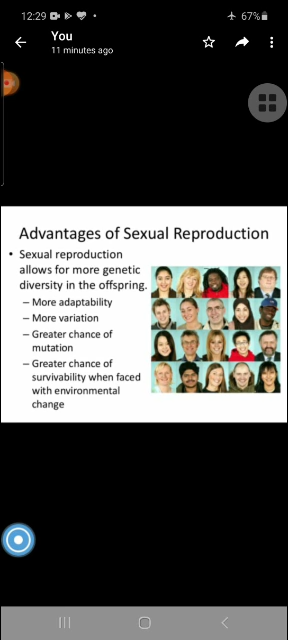 12:29
67%
You
11 minutes ago
Advantages of Sexual Reproduction
• Sexual reproduction
allows for more genetic
diversity in the offspring.
– More adaptability
– More variation
– Greater chance of
mutation
– Greater chance of
survivability when faced
with environmental
change